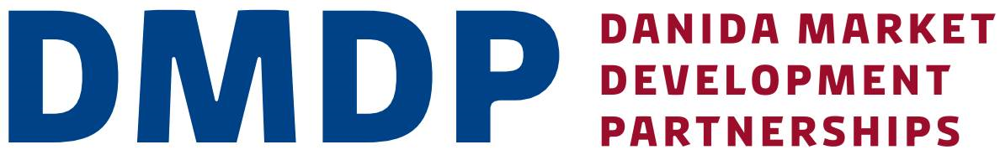 DMDP
DANIDA MARKET
DEVELOPMENT
PARTNERSHIPS